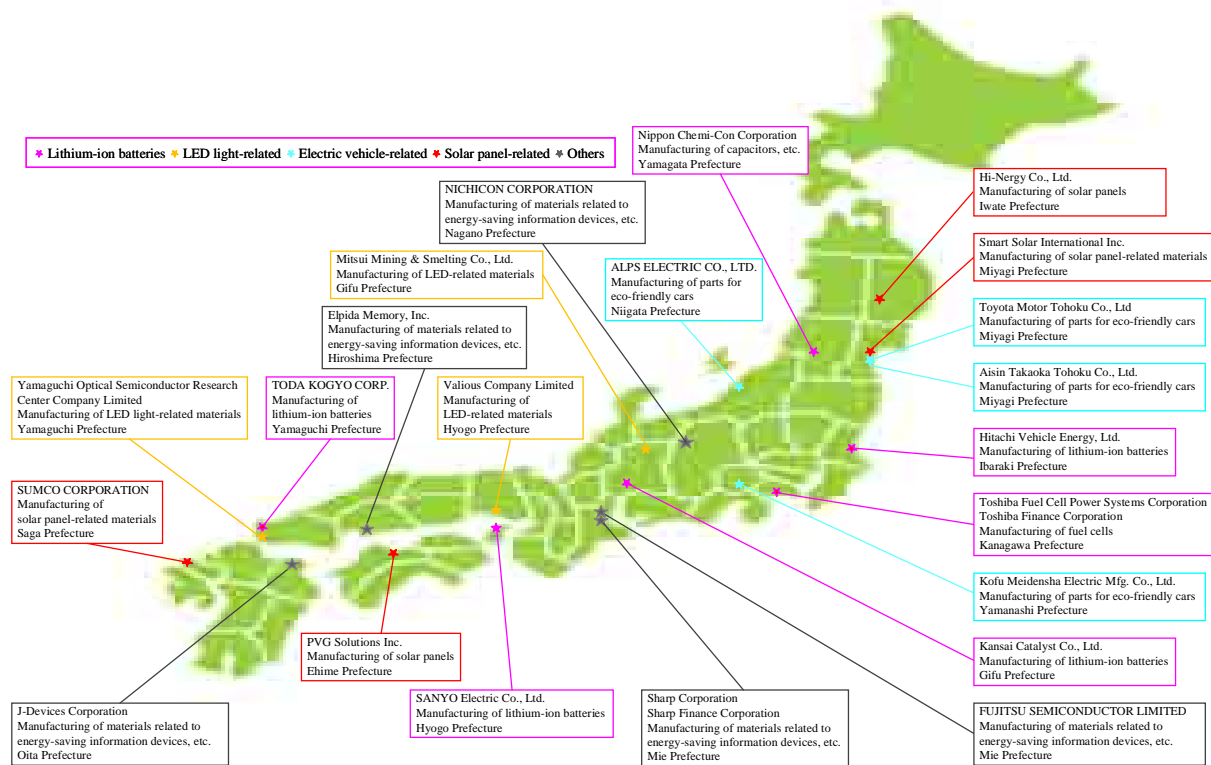 Lithium-ion batteries LED light-related Electric vehicle-related Solar panel-related Others
Nippon Chemi-Con Corporation
Manufacturing of capacitors, etc.
Yamagata Prefecture
NICHICON CORPORATION
Manufacturing of materials related to
energy-saving information devices, etc.
Nagano Prefecture
Hi-Nergy Co., Ltd.
Manufacturing of solar panels
Iwate Prefecture
Mitsui Mining & Smelting Co., Ltd.
Manufacturing of LED-related materials
Gifu Prefecture
ALPS ELECTRIC CO., LTD.
Manufacturing of parts for
eco-friendly cars
Niigata Prefecture
Smart Solar International Inc.
Manufacturing of solar panel-related materials
Miyagi Prefecture
Elpida Memory, Inc.
Manufacturing of materials related to
energy-saving information devices, etc.
Hiroshima Prefecture
Toyota Motor Tohoku Co., Ltd
Manufacturing of parts for eco-friendly cars
Miyagi Prefecture
Yamaguchi Optical Semiconductor Research
Center Company Limited
Manufacturing of LED light-related materials
Yamaguchi Prefecture
TODA KOGYO CORP.
Manufacturing of
lithium-ion batteries
Yamaguchi Prefecture
Valious Company Limited
Manufacturing of
LED-related materials
Hyogo Prefecture
Aisin Takaoka Tohoku Co., Ltd.
Manufacturing of parts for eco-friendly cars
Miyagi Prefecture
Hitachi Vehicle Energy, Ltd.
Manufacturing of lithium-ion batteries
Ibaraki Prefecture
SUMCO CORPORATION
Manufacturing of
solar panel-related materials
Saga Prefecture
Toshiba Fuel Cell Power Systems Corporation
Toshiba Finance Corporation
Manufacturing of fuel cells
Kanagawa Prefecture
Kofu Meidensha Electric Mfg. Co., Ltd.
Manufacturing of parts for eco-friendly cars
Yamanashi Prefecture
PVG Solutions Inc.
Manufacturing of solar panels
Ehime Prefecture
Kansai Catalyst Co., Ltd.
Manufacturing of lithium-ion batteries
Gifu Prefecture
J-Devices Corporation
Manufacturing of materials related to
energy-saving information devices, etc.
Oita Prefecture
SANYO Electric Co., Ltd.
Manufacturing of lithium-ion batteries
Hyogo Prefecture
Sharp Corporation
Sharp Finance Corporation
Manufacturing of materials related to
energy-saving information devices, etc.
Mie Prefecture
FUJITSU SEMICONDUCTOR LIMITED
Manufacturing of materials related to
energy-saving information devices, etc.
Mie Prefecture